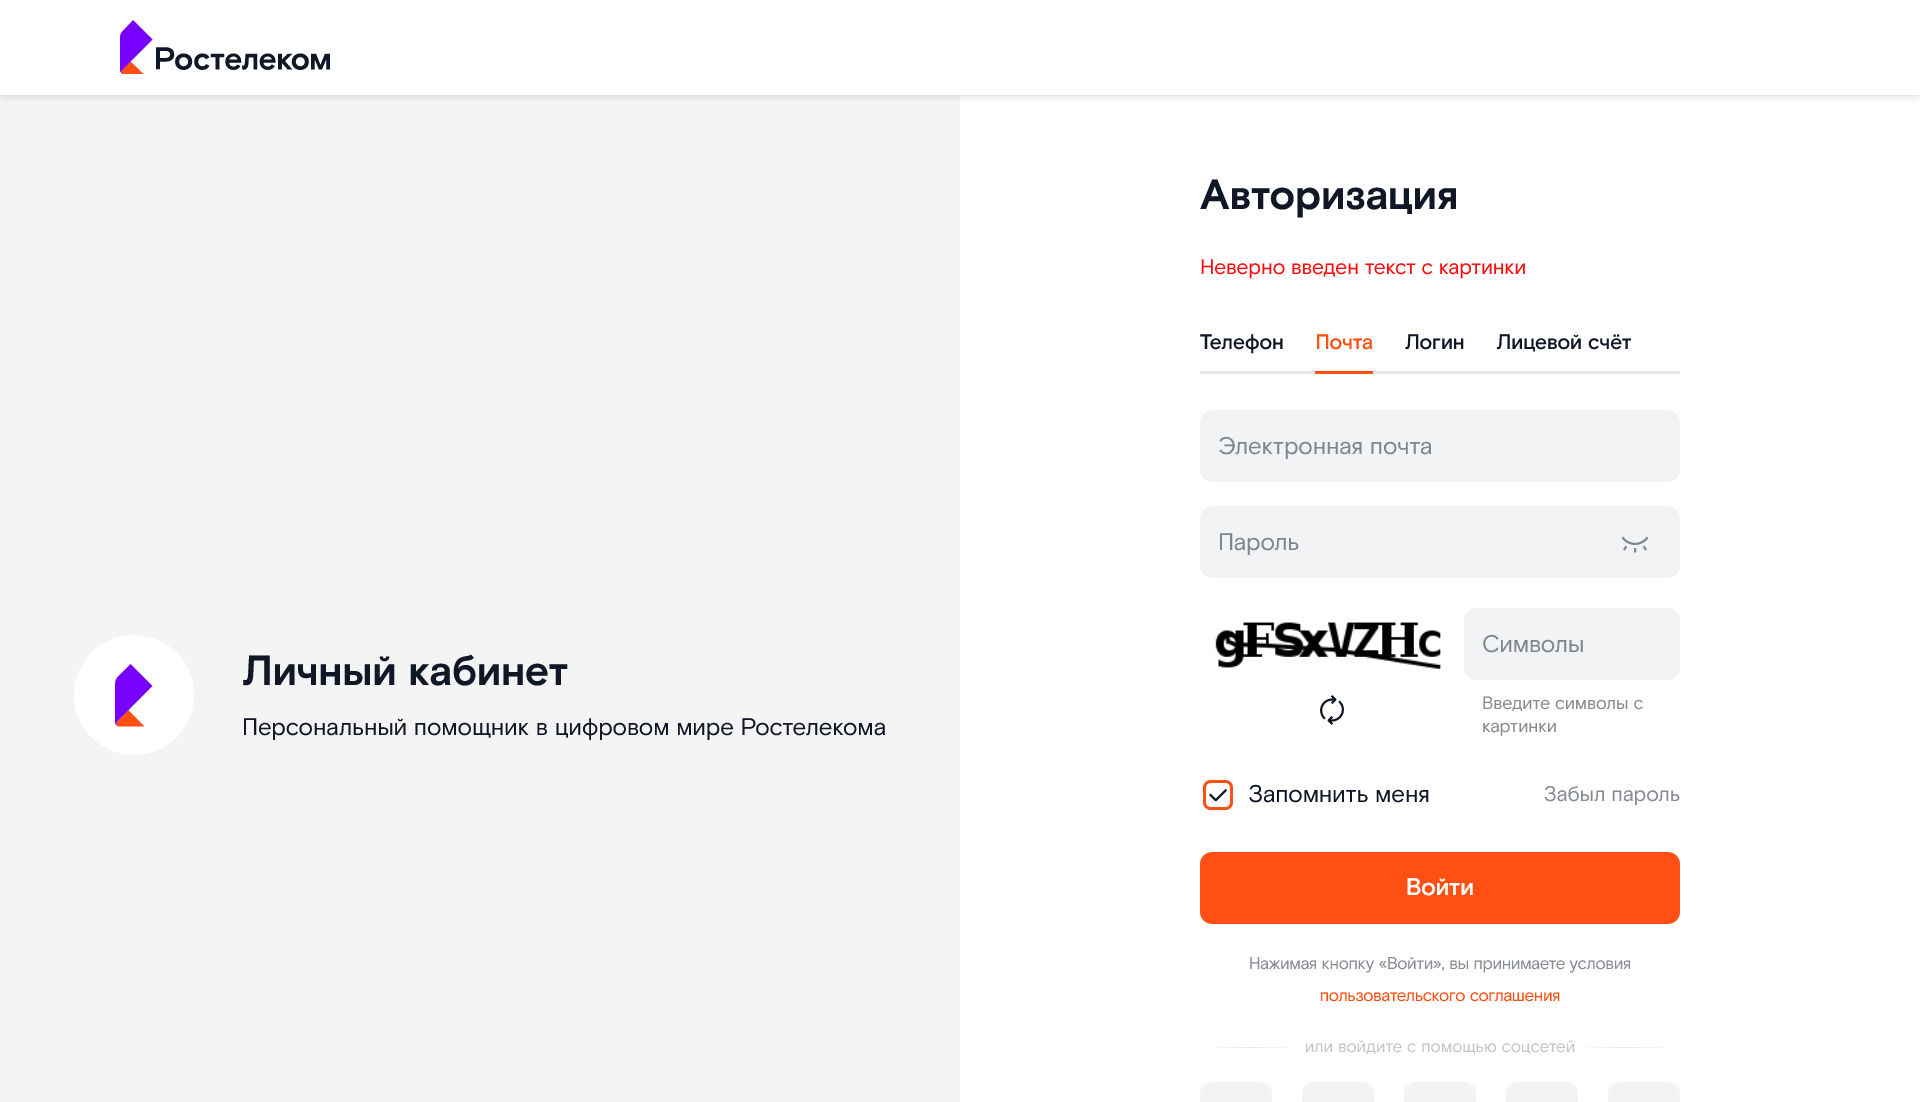 Ростелеком
Личный кабинет
Персональный помощник в цифровом мире Ростелекома
Авторизация
Неверно введен текст с картинки
Телефон Почта Логин Лицевой счёт
Электронная почта
Пароль
Символы
Введите символы с
картинки
Запомнить меня
Забыл пароль
Войти
Нажимая кнопку «Войти», вы принимаете условия
пользовательского соглашения
или войдите с помощью соцсетей